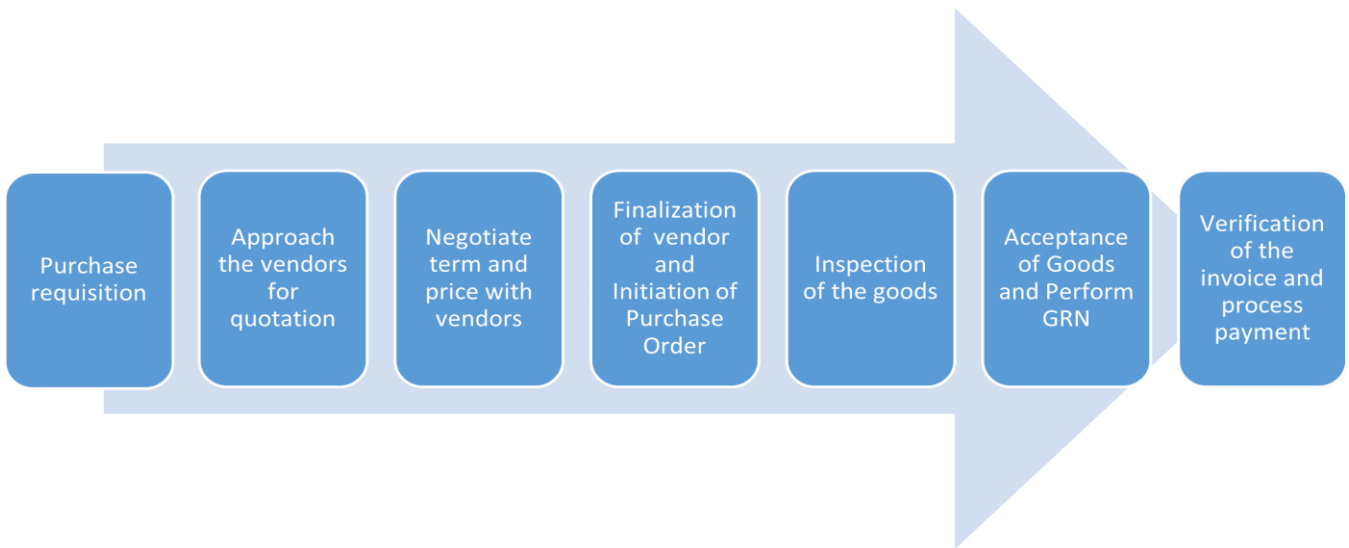 Purchase
requisition
Approach
the vendors
for
quotation
Negotiate
term and
price with
vendors
Finalization
of vendor
and
Initiation of
Purchase
Order
Inspection
of the goods
Acceptance
of Goods
and Perform
GRN
Verification
of the
invoice and
process
payment